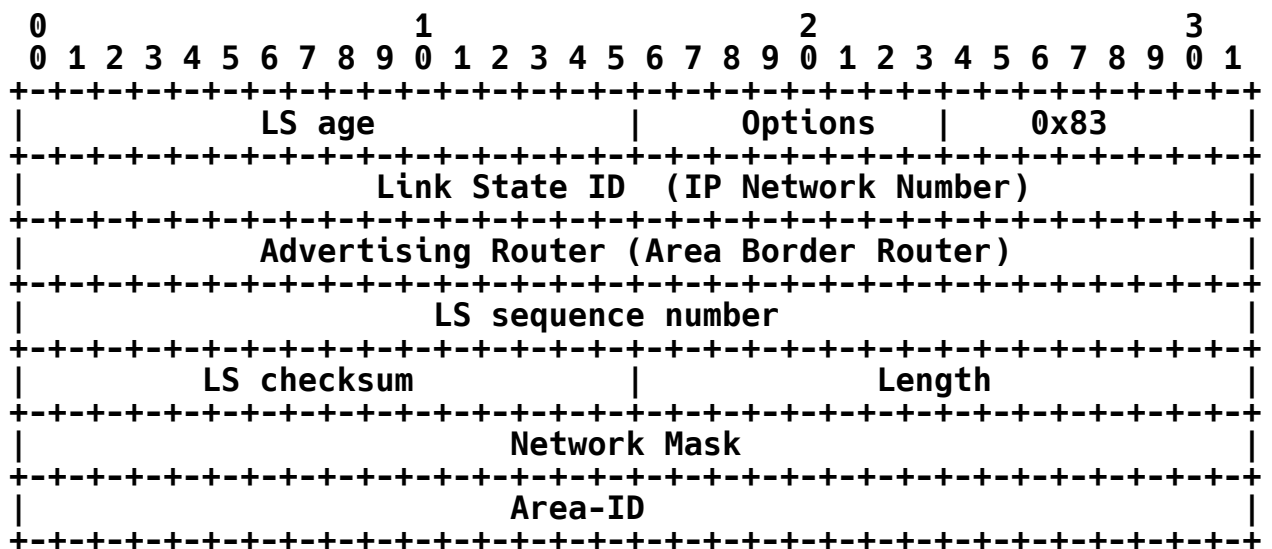 0                   1                   2                   3
 0 1 2 3 4 5 6 7 8 9 0 1 2 3 4 5 6 7 8 9 0 1 2 3 4 5 6 7 8 9 0 1
+-+-+-+-+-+-+-+-+-+-+-+-+-+-+-+-+-+-+-+-+-+-+-+-+-+-+-+-+-+-+-+-+
|            LS age             |     Options   |    0x83       |
+-+-+-+-+-+-+-+-+-+-+-+-+-+-+-+-+-+-+-+-+-+-+-+-+-+-+-+-+-+-+-+-+
|                  Link State ID  (IP Network Number)           |
+-+-+-+-+-+-+-+-+-+-+-+-+-+-+-+-+-+-+-+-+-+-+-+-+-+-+-+-+-+-+-+-+
|            Advertising Router (Area Border Router)            |
+-+-+-+-+-+-+-+-+-+-+-+-+-+-+-+-+-+-+-+-+-+-+-+-+-+-+-+-+-+-+-+-+
|                     LS sequence number                        |
+-+-+-+-+-+-+-+-+-+-+-+-+-+-+-+-+-+-+-+-+-+-+-+-+-+-+-+-+-+-+-+-+
|         LS checksum           |            Length             |
+-+-+-+-+-+-+-+-+-+-+-+-+-+-+-+-+-+-+-+-+-+-+-+-+-+-+-+-+-+-+-+-+
|                         Network Mask                          |
+-+-+-+-+-+-+-+-+-+-+-+-+-+-+-+-+-+-+-+-+-+-+-+-+-+-+-+-+-+-+-+-+
|                         Area-ID                               |
+-+-+-+-+-+-+-+-+-+-+-+-+-+-+-+-+-+-+-+-+-+-+-+-+-+-+-+-+-+-+-+-+